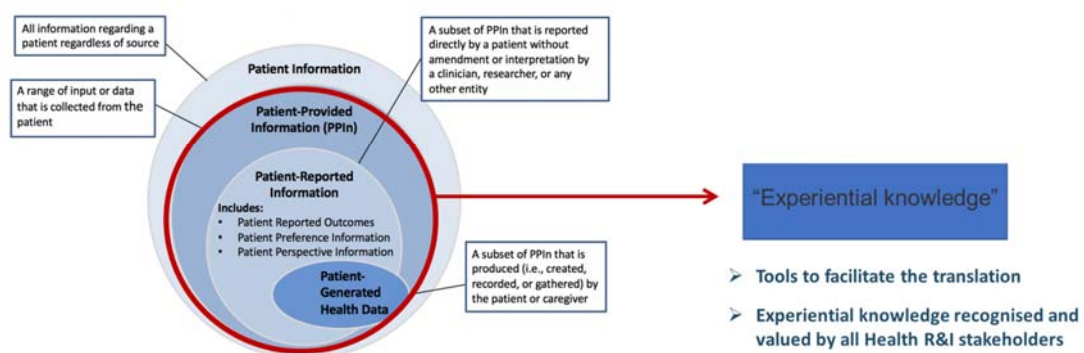 All information regarding a
patient regardless of source
A range of input or data
that is collected from the
patient
Patient Information
Patient-Provided
Information (PPIn)
Patient-Reported
Information
Includes:
• Patient Reported Outcomes
• Patient Preference Information
• Patient Perspective Information
Patient-
Generated
Health Data
A subset of PPIn that is reported
directly by a patient without
amendment or interpretation by
a clinician, researcher, or any
other entity
A subset of PPIn that is
produced (i.e., created,
recorded, or gathered) by
the patient or caregiver
“Experiential knowledge”
➢ Tools to facilitate the translation
➢ Experiential knowledge recognised and
valued by all Health R&I stakeholders